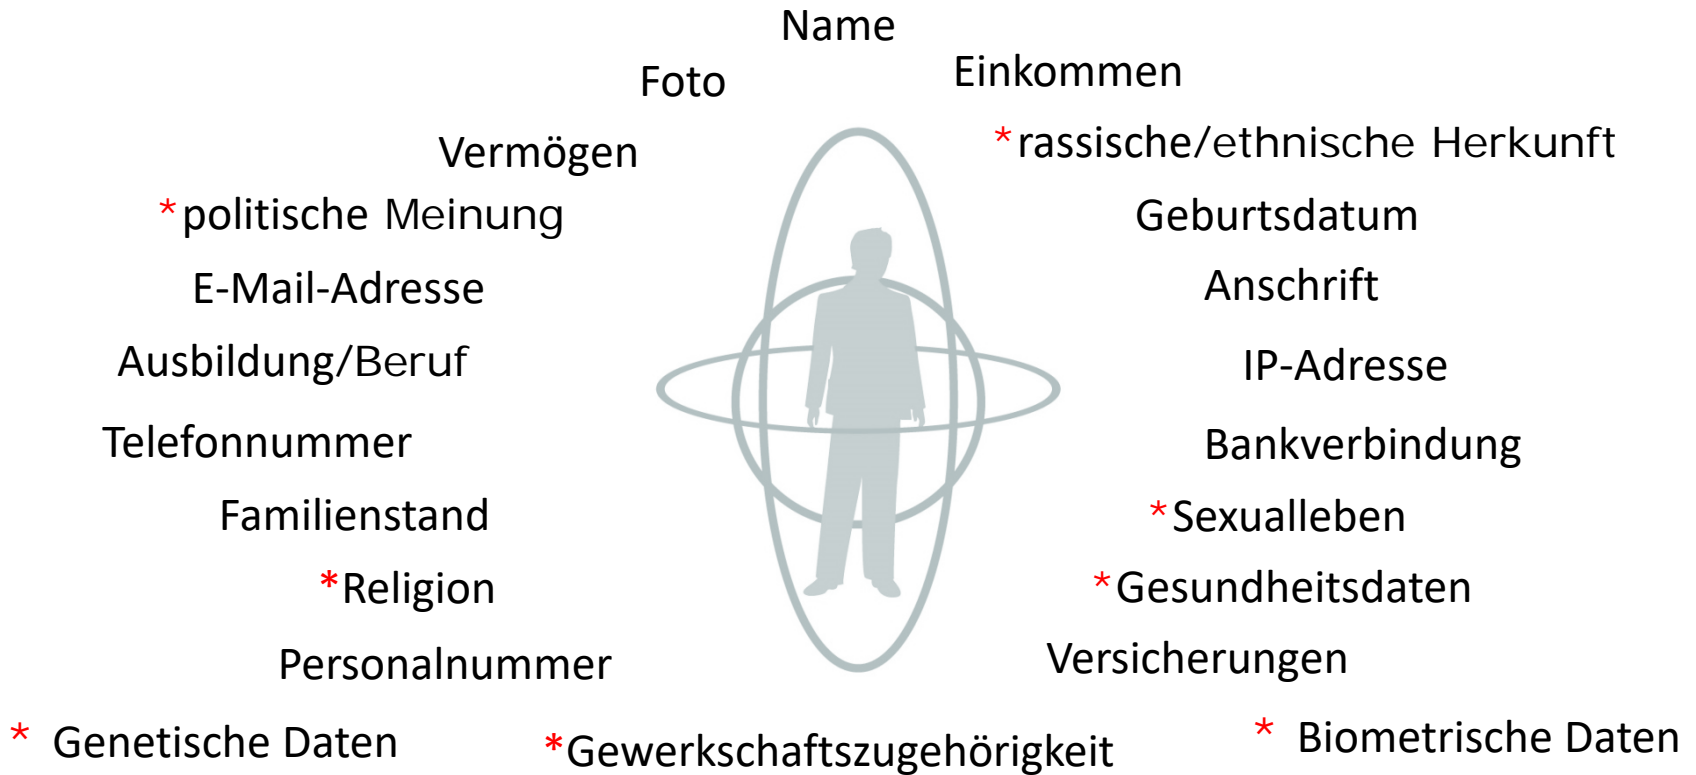 Name
Foto
Einkommen
Vermögen
*rassische/ethnische Herkunft
*politische Meinung
Geburtsdatum
E-Mail-Adresse
Anschrift
Ausbildung/Beruf
IP-Adresse
Telefonnummer
Bankverbindung
Familienstand
*Sexualleben
*Religion
*Gesundheitsdaten
Personalnummer
Versicherungen
* Genetische Daten
*Gewerkschaftszugehörigkeit
* Biometrische Daten